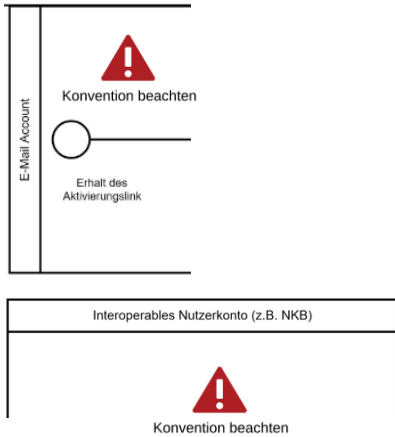 Konvention beachten
E-Mail Account
Erhalt des
Aktivierungslink
Interoperables Nutzerkonto (z.B. NKB)
Konvention beachten